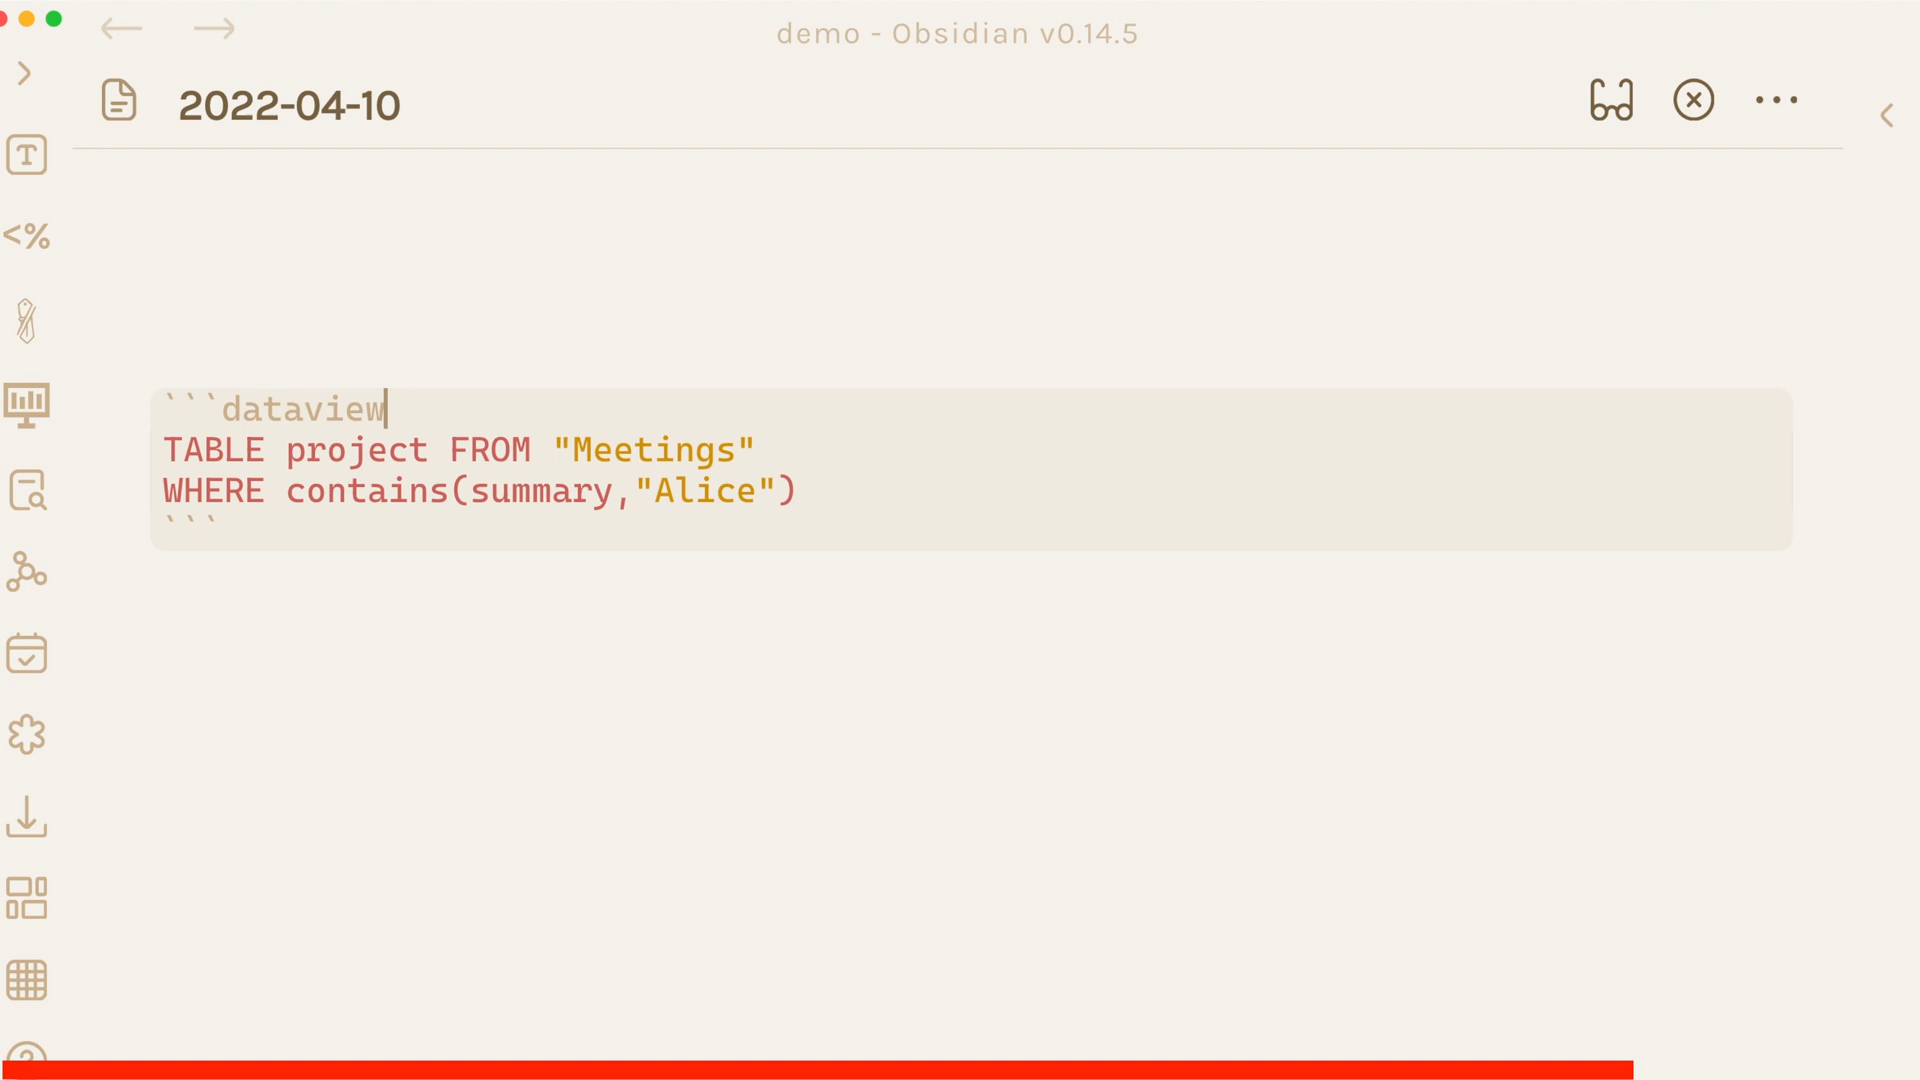 demo - Obsidian v0.14.5
2022-04-10
T
<%
```dataview
TABLE project FROM "Meetings"
WHERE contains(summary,"Alice")
```